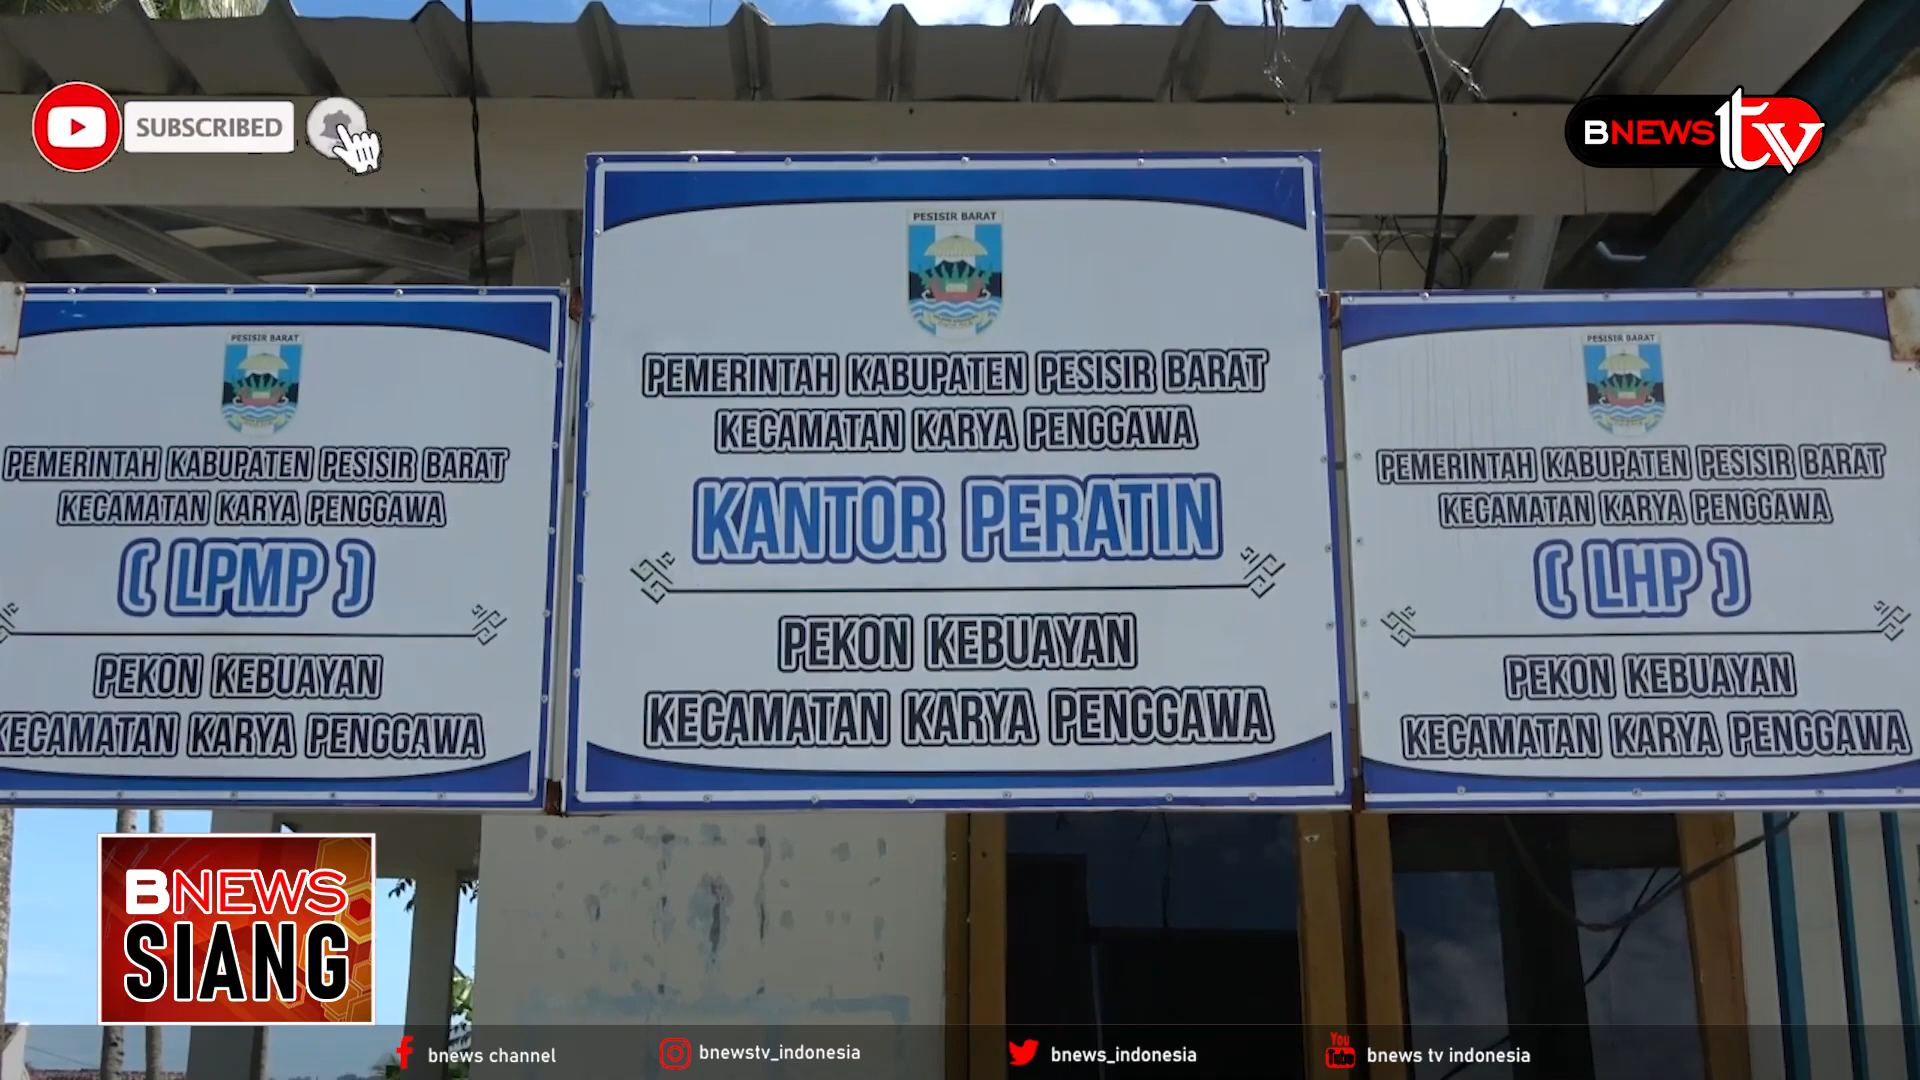 SUBSCRIBED
BNEWS tv
PESISIR BARAT
PEMERINTAH KABUPATEN PESISIR BARAT
KECAMATAN KARYA PENGGAWA
( LPMP )
PEKON KEBUAYAN
KECAMATAN KARYA PENGGAWA
PESISIR BARAT
PEMERINTAH KABUPATEN PESISIR BARAT
KECAMATAN KARYA PENGGAWA
KANTOR PERATIN
PEKON KEBUAYAN
KECAMATAN KARYA PENGGAWA
PESISIR BARAT
PEMERINTAH KABUPATEN PESISIR BARAT
KECAMATAN KARYA PENGGAWA
( LHP )
PEKON KEBUAYAN
KECAMATAN KARYA PENGGAWA
BNEWS
SIANG
bnews channel
bnewstv_indonesia
bnews_indonesia
You Tube
bnews tv indonesia